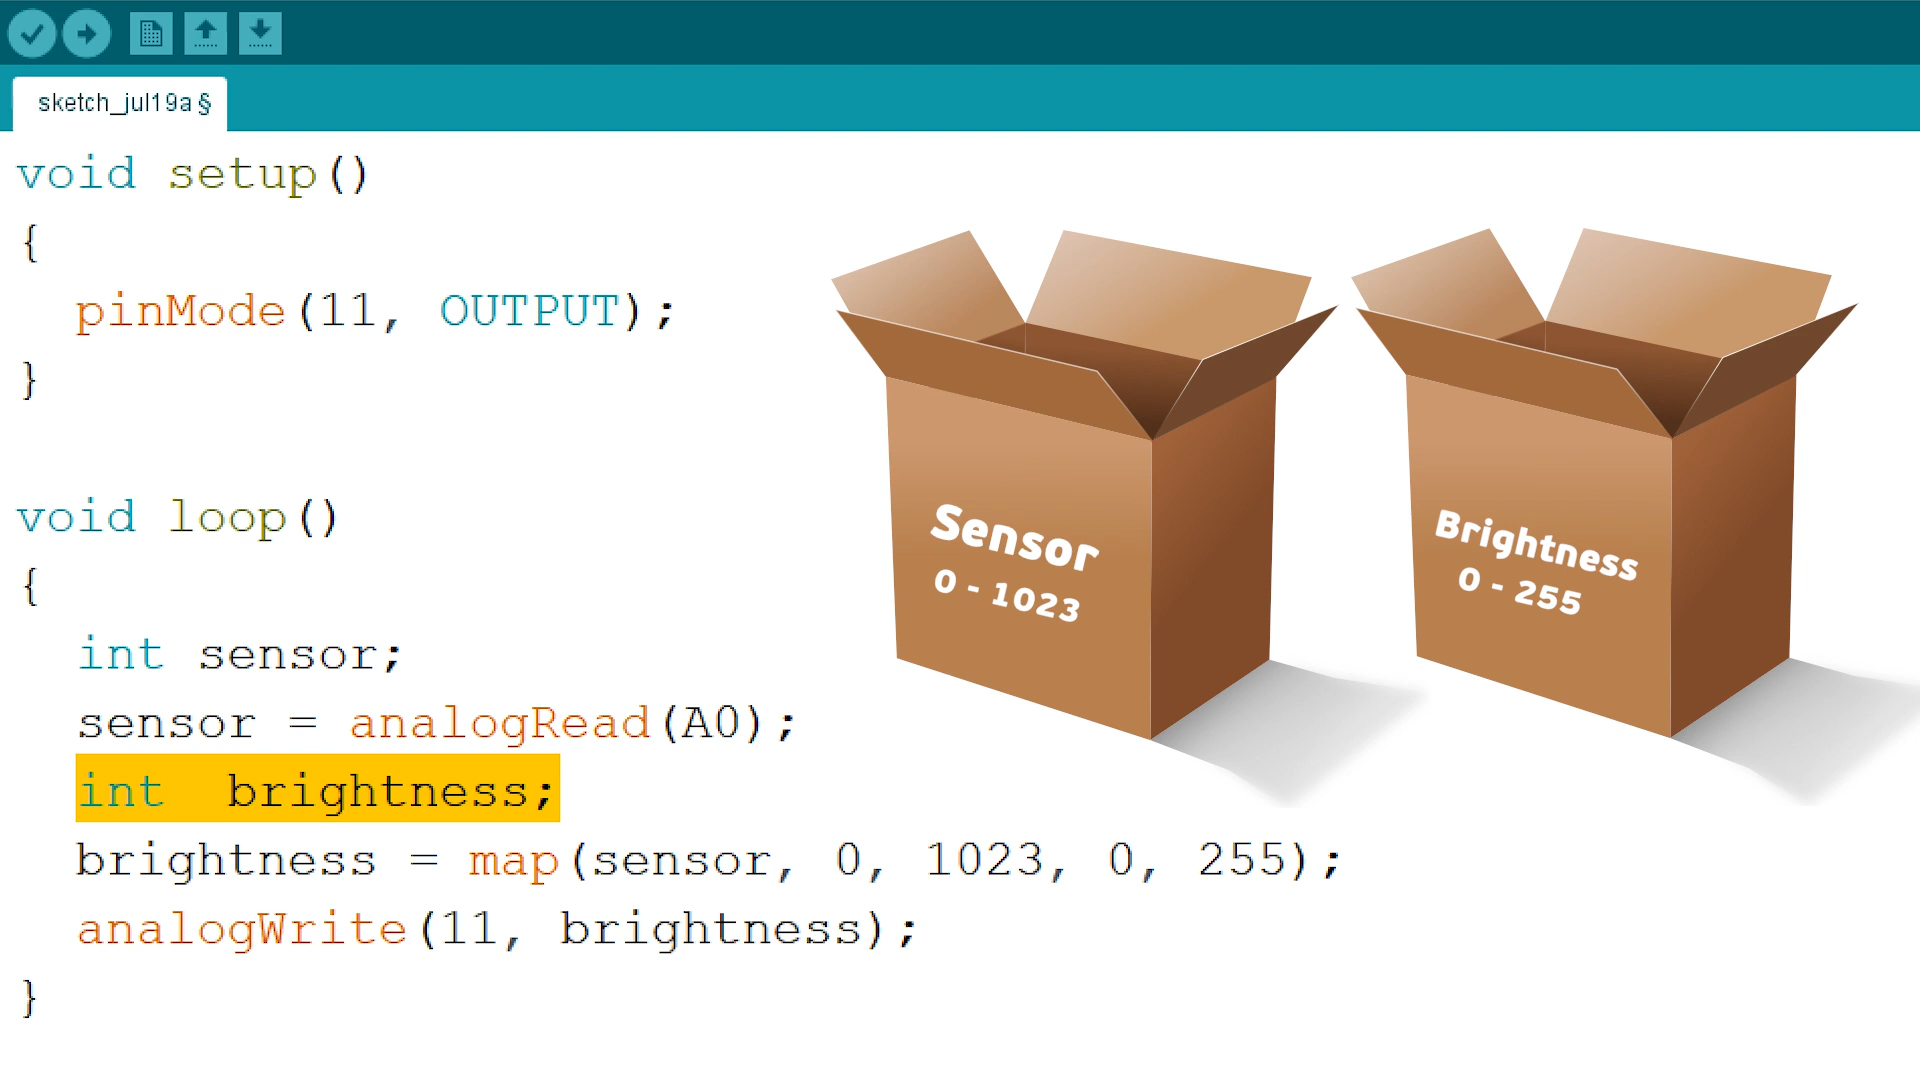 sketch_jul19a §
void setup()
{
pinMode(11, OUTPUT);
}
void loop()
{
int sensor;
sensor = analogRead(A0);
int  brightness;
brightness = map(sensor, 0, 1023, 0, 255);
analogWrite(11, brightness);
}
Sensor
0 - 1023
Brightness
0 - 255